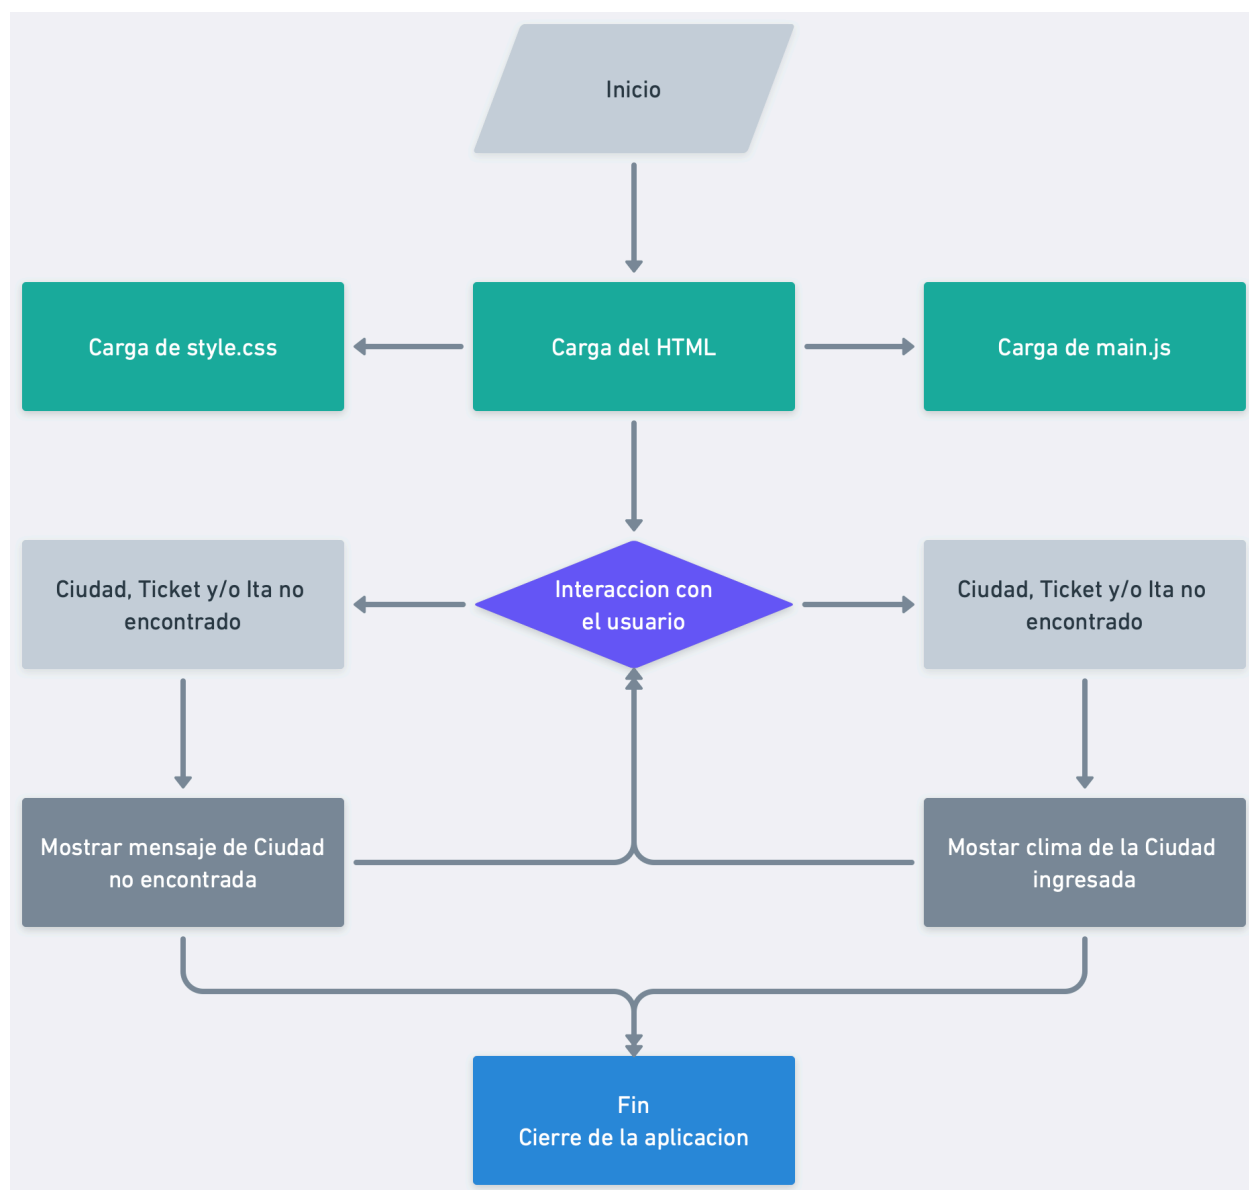 Inicio
Carga de style.css
Carga del HTML
Carga de main.js
Ciudad, Ticket y/o Ita no
encontrado
Interaccion con
el usuario
Ciudad, Ticket y/o Ita no
encontrado
Mostrar mensaje de Ciudad
no encontrada
Mostar clima de la Ciudad
ingresada
Fin
Cierre de la aplicacion